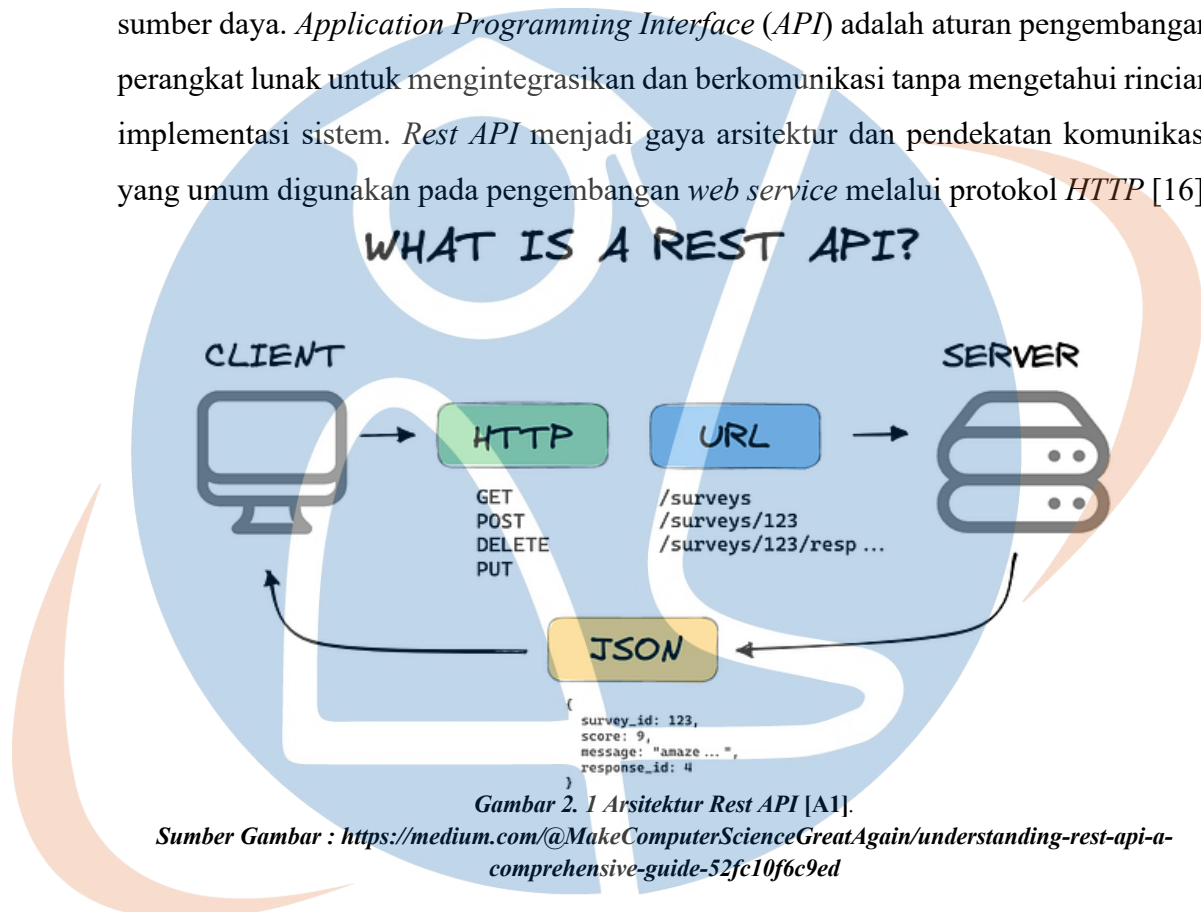 sumber daya. Application Programming Interface (API) adalah aturan pengembangan
perangkat lunak untuk mengintegrasikan dan berkomunikasi tanpa mengetahui rincian
implementasi sistem. Rest API menjadi gaya arsitektur dan pendekatan komunikasi
yang umum digunakan pada pengembangan web service melalui protokol HTTP [16]
WHAT IS A REST API?
CLIENT
SERVER
HTTP
URL
GET
POST
DELETE
PUT
/surveys
/surveys/123
/surveys/123/resp ...
JSON
{
survey_id: 123,
score: 9,
message: "amaze ... ",
response_id: 4
}
Gambar 2. 1 Arsitektur Rest API [A1].
Sumber Gambar : https://medium.com/@MakeComputerScienceGreatAgain/understanding-rest-api-a-
comprehensive-guide-52fc10f6c9ed